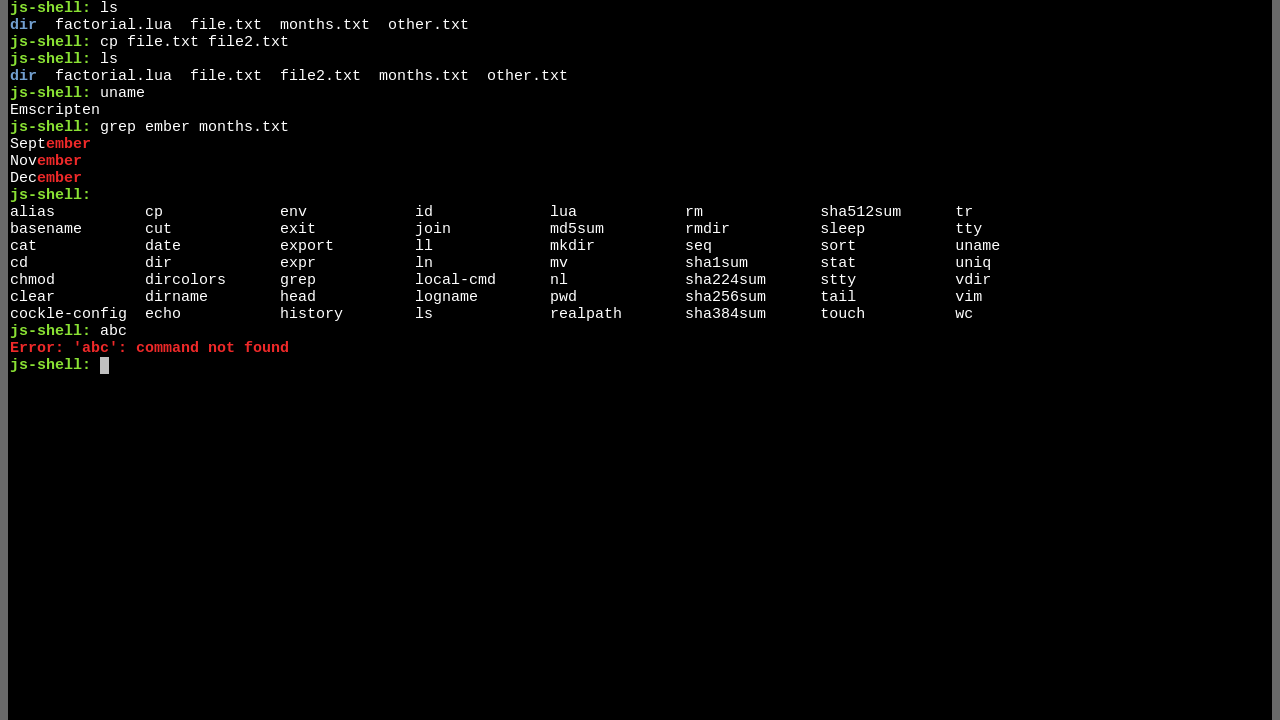 js-shell: ls
dir  factorial.lua  file.txt  months.txt  other.txt
js-shell: cp file.txt file2.txt
js-shell: ls
dir  factorial.lua  file.txt  file2.txt  months.txt  other.txt
js-shell: uname
Emscripten
js-shell: grep ember months.txt
September
November
December
js-shell:
alias          cp             env            id             lua            rm             sha512sum      tr
basename       cut            exit           join           md5sum         rmdir          sleep          tty
cat            date           export         ll             mkdir          seq            sort           uname
cd             dir            expr           ln             mv             sha1sum        stat           uniq
chmod          dircolors      grep           local-cmd      nl             sha224sum      stty           vdir
clear          dirname        head           logname        pwd            sha256sum      tail           vim
cockle-config  echo           history        ls             realpath       sha384sum      touch          wc
js-shell: abc
Error: 'abc': command not found
js-shell: